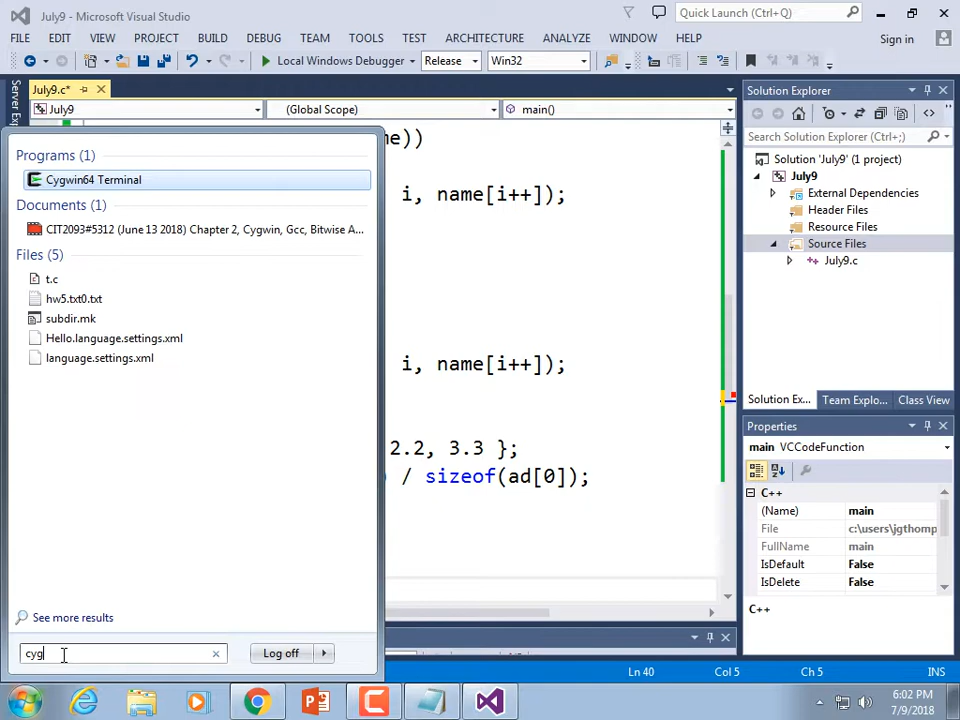 July9 - Microsoft Visual Studio
Quick Launch (Ctrl+;)
FILE EDIT VIEW PROJECT BUILD DEBUG TEAM TOOLS TEST ARCHITECTURE ANALYZE WINDOW HELP
Sign in
Local Windows Debugger Release Win32
July9.c*
July9 (Global Scope) main()
i, name[i++]);
i, name[i++]);
2.2, 3.3 };
/ sizeof(ad[0]);
Programs (1)
Cygwin64 Terminal
Documents (1)
CIT2093#5312 (June 13 2018) Chapter 2, Cygwin, Gcc, Bitwise A...
Files (5)
t.c
hw5.txt0.txt
subdir.mk
Hello.language.settings.xml
language.settings.xml
See more results
cyg
Log off
Solution Explorer
Search Solution Explorer (Ctrl+;)
Solution 'July9' (1 project)
July9
External Dependencies
Header Files
Resource Files
Source Files
July9.c
Solution Ex... Team Explo... Class View
Properties
main VCCodeFunction
C++
(Name) main
File c:\users\jgthomp
FullName main
IsDefault False
IsDelete False
C++
Ln 40 Col 5 Ch 5 INS
6:02 PM
7/9/2018